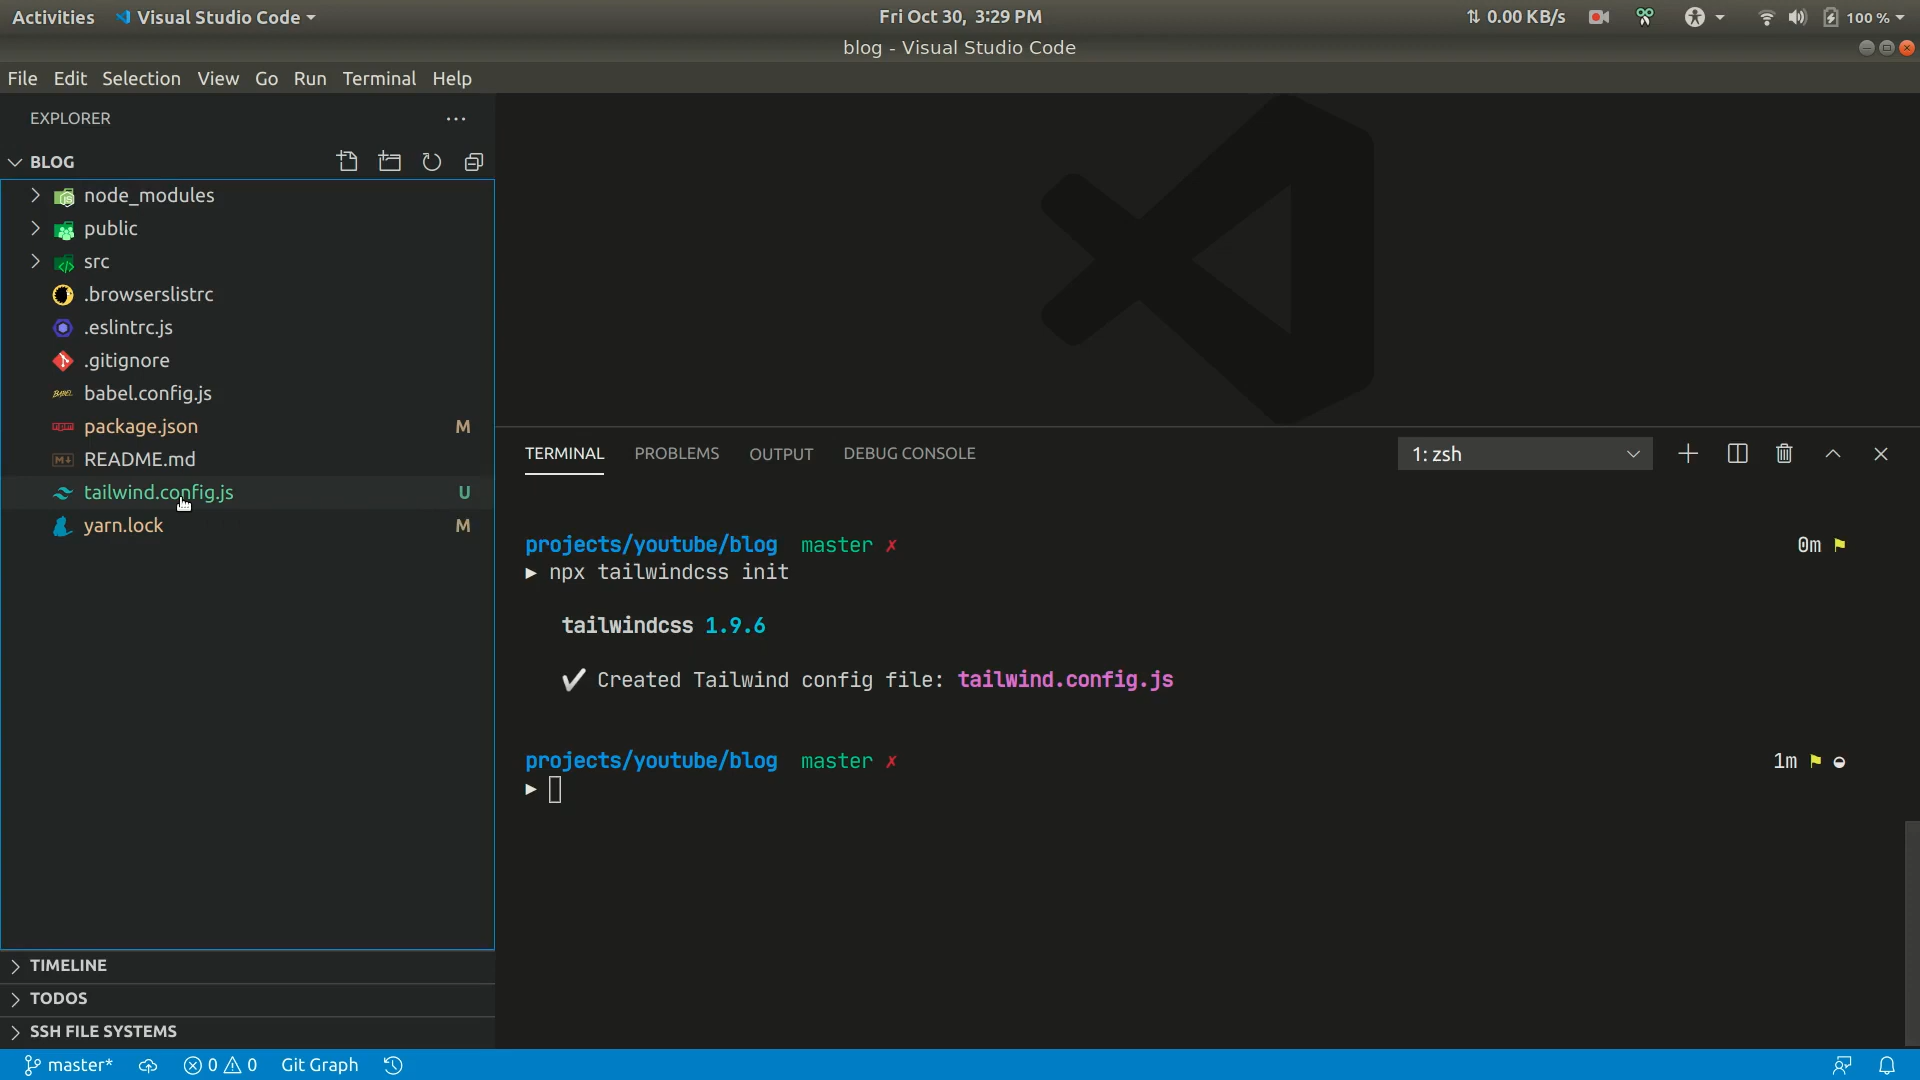 Activities Visual Studio Code Fri Oct 30, 3:29 PM 0.00 KB/s 100 %
blog - Visual Studio Code
File Edit Selection View Go Run Terminal Help
EXPLORER
BLOG
node_modules
public
src
.browserslistrc
.eslintrc.js
.gitignore
babel.config.js
package.json M
README.md
tailwind.config.js U
yarn.lock M
TIMELINE
TODOS
SSH FILE SYSTEMS
TERMINAL PROBLEMS OUTPUT DEBUG CONSOLE 1: zsh
projects/youtube/blog master ✗ 0m
▶ npx tailwindcss init
tailwindcss 1.9.6
✔ Created Tailwind config file: tailwind.config.js
projects/youtube/blog master ✗ 1m
▶
master* 0 0 Git Graph